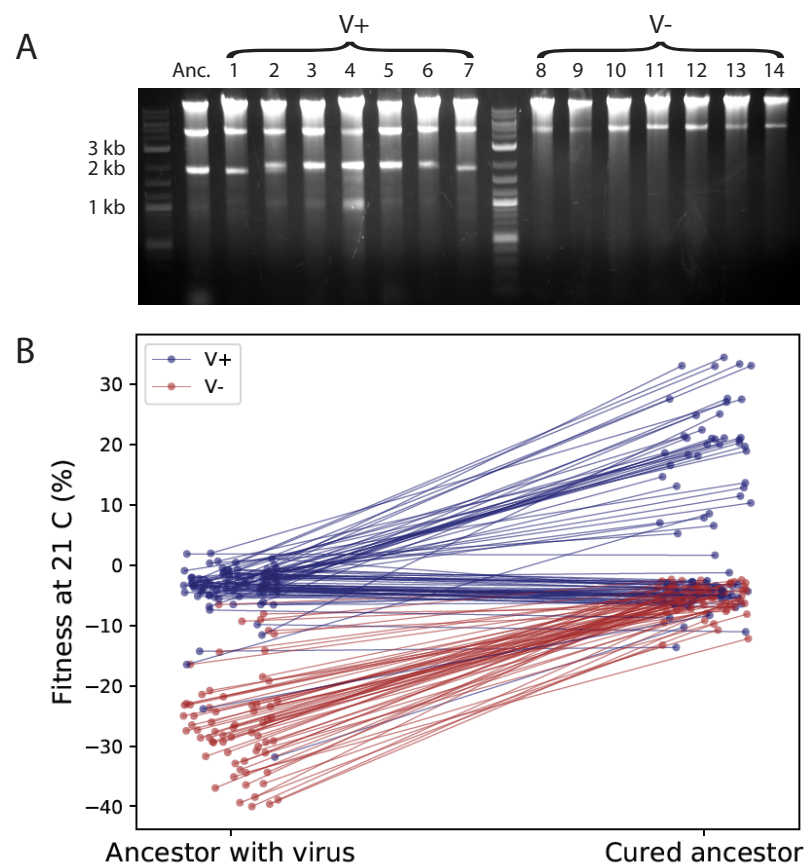 A
V+
V-
Anc. 1 2 3 4 5 6 7 8 9 10 11 12 13 14
3 kb
2 kb
1 kb
B
V+
V-
30
20
10
0
−10
−20
−30
−40
Fitness at 21 C (%)
Ancestor with virus
Cured ancestor